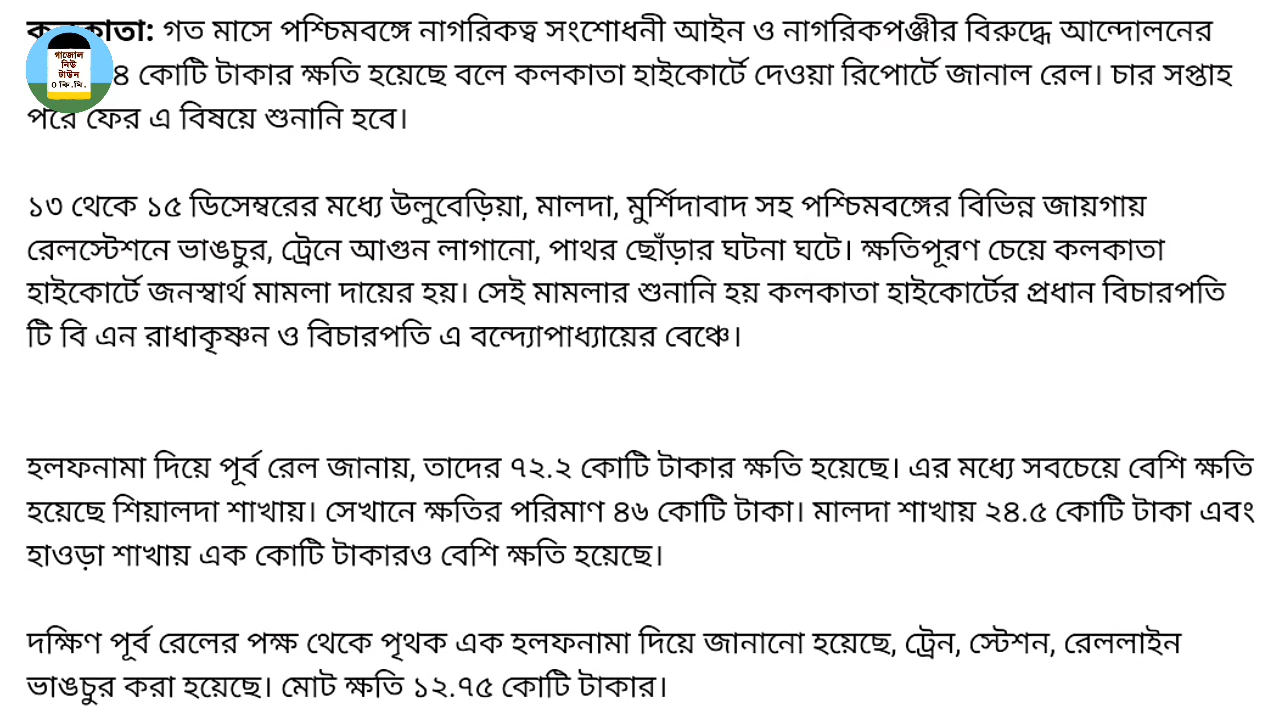 কলকাতা: গত মাসে পশ্চিমবঙ্গে নাগরিকত্ব সংশোধনী আইন ও নাগরিকপঞ্জীর বিরুদ্ধে আন্দোলনের
৪ কোটি টাকার ক্ষতি হয়েছে বলে কলকাতা হাইকোর্টে দেওয়া রিপোর্টে জানাল রেল। চার সপ্তাহ
পরে ফের এ বিষয়ে শুনানি হবে।
গাজোল
নিউ
টাউন
০ কি.মি.
১৩ থেকে ১৫ ডিসেম্বরের মধ্যে উলুবেড়িয়া, মালদা, মুর্শিদাবাদ সহ পশ্চিমবঙ্গের বিভিন্ন জায়গায়
রেলস্টেশনে ভাঙচুর, ট্রেনে আগুন লাগানো, পাথর ছোঁড়ার ঘটনা ঘটে। ক্ষতিপূরণ চেয়ে কলকাতা
হাইকোর্টে জনস্বার্থ মামলা দায়ের হয়। সেই মামলার শুনানি হয় কলকাতা হাইকোর্টের প্রধান বিচারপতি
টি বি এন রাধাকৃষ্ণন ও বিচারপতি এ বন্দ্যোপাধ্যায়ের বেঞ্চে।
হলফনামা দিয়ে পূর্ব রেল জানায়, তাদের ৭২.২ কোটি টাকার ক্ষতি হয়েছে। এর মধ্যে সবচেয়ে বেশি ক্ষতি
হয়েছে শিয়ালদা শাখায়। সেখানে ক্ষতির পরিমাণ ৪৬ কোটি টাকা। মালদা শাখায় ২৪.৫ কোটি টাকা এবং
হাওড়া শাখায় এক কোটি টাকারও বেশি ক্ষতি হয়েছে।
দক্ষিণ পূর্ব রেলের পক্ষ থেকে পৃথক এক হলফনামা দিয়ে জানানো হয়েছে, ট্রেন, স্টেশন, রেললাইন
ভাঙচুর করা হয়েছে। মোট ক্ষতি ১২.৭৫ কোটি টাকার।